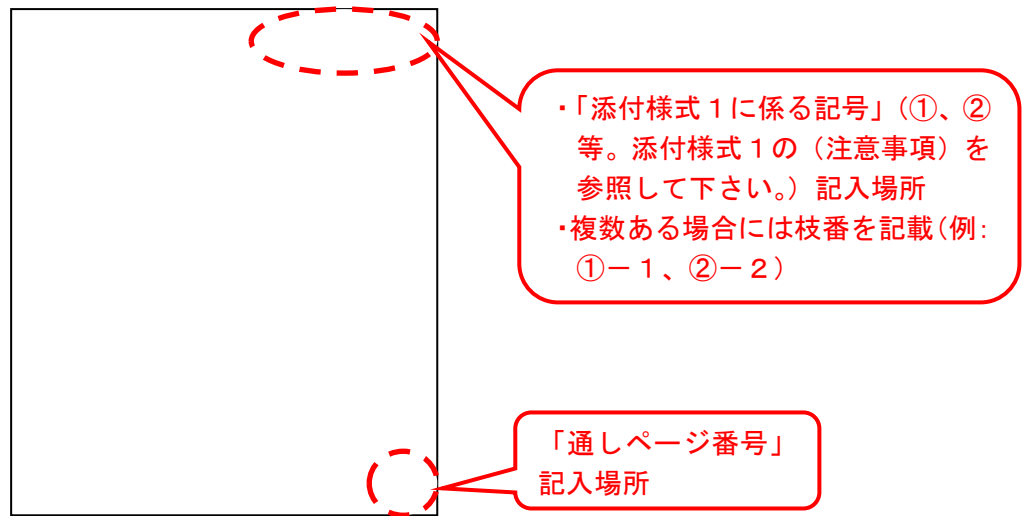 ・「添付様式１に係る記号」（①、②
等。添付様式１の（注意事項）を
参照して下さい。）記入場所
・複数ある場合には枝番を記載（例：
①－１、②－２）
「通しページ番号」
記入場所